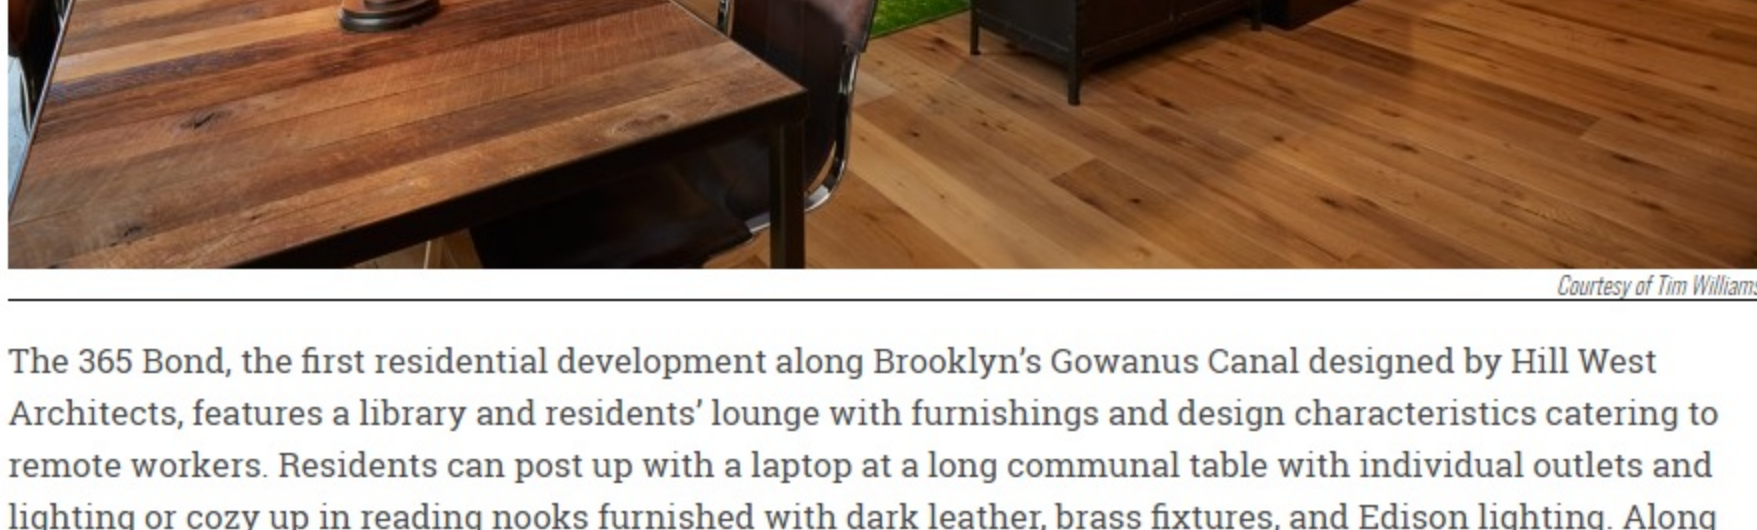 Courtesy of Tim Williams
The 365 Bond, the first residential development along Brooklyn’s Gowanus Canal designed by Hill West
Architects, features a library and residents’ lounge with furnishings and design characteristics catering to
remote workers. Residents can post up with a laptop at a long communal table with individual outlets and
lighting or cozy up in reading nooks furnished with dark leather, brass fixtures, and Edison lighting. Along